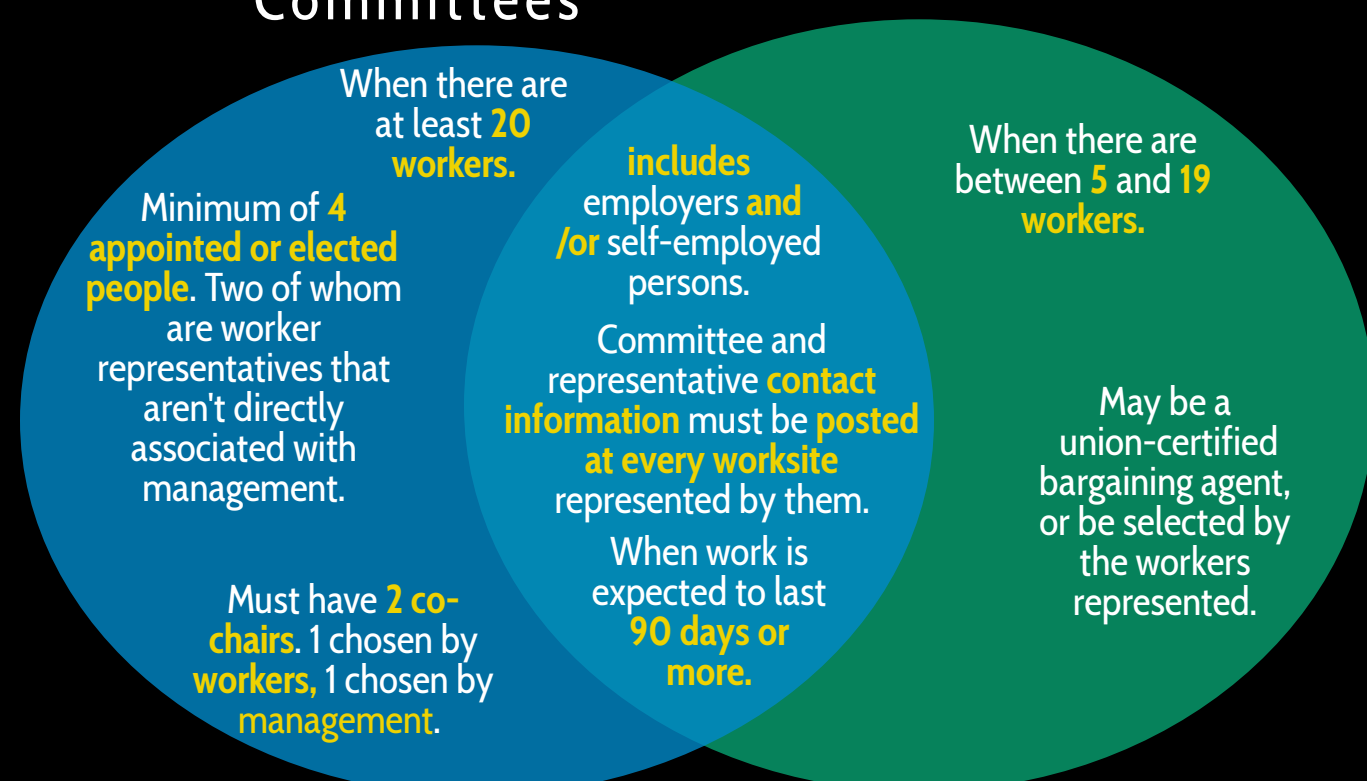 Committees
When there are
at least 20
workers.
Minimum of 4
appointed or elected
people. Two of whom
are worker
representatives that
aren't directly
associated with
management.
Must have 2 co-
chairs. 1 chosen by
workers, 1 chosen by
management.
includes
employers and
/or self-employed
persons.
Committee and
representative contact
information must be posted
at every worksite
represented by them.
When work is
expected to last
90 days or
more.
When there are
between 5 and 19
workers.
May be a
union-certified
bargaining agent,
or be selected by
the workers
represented.